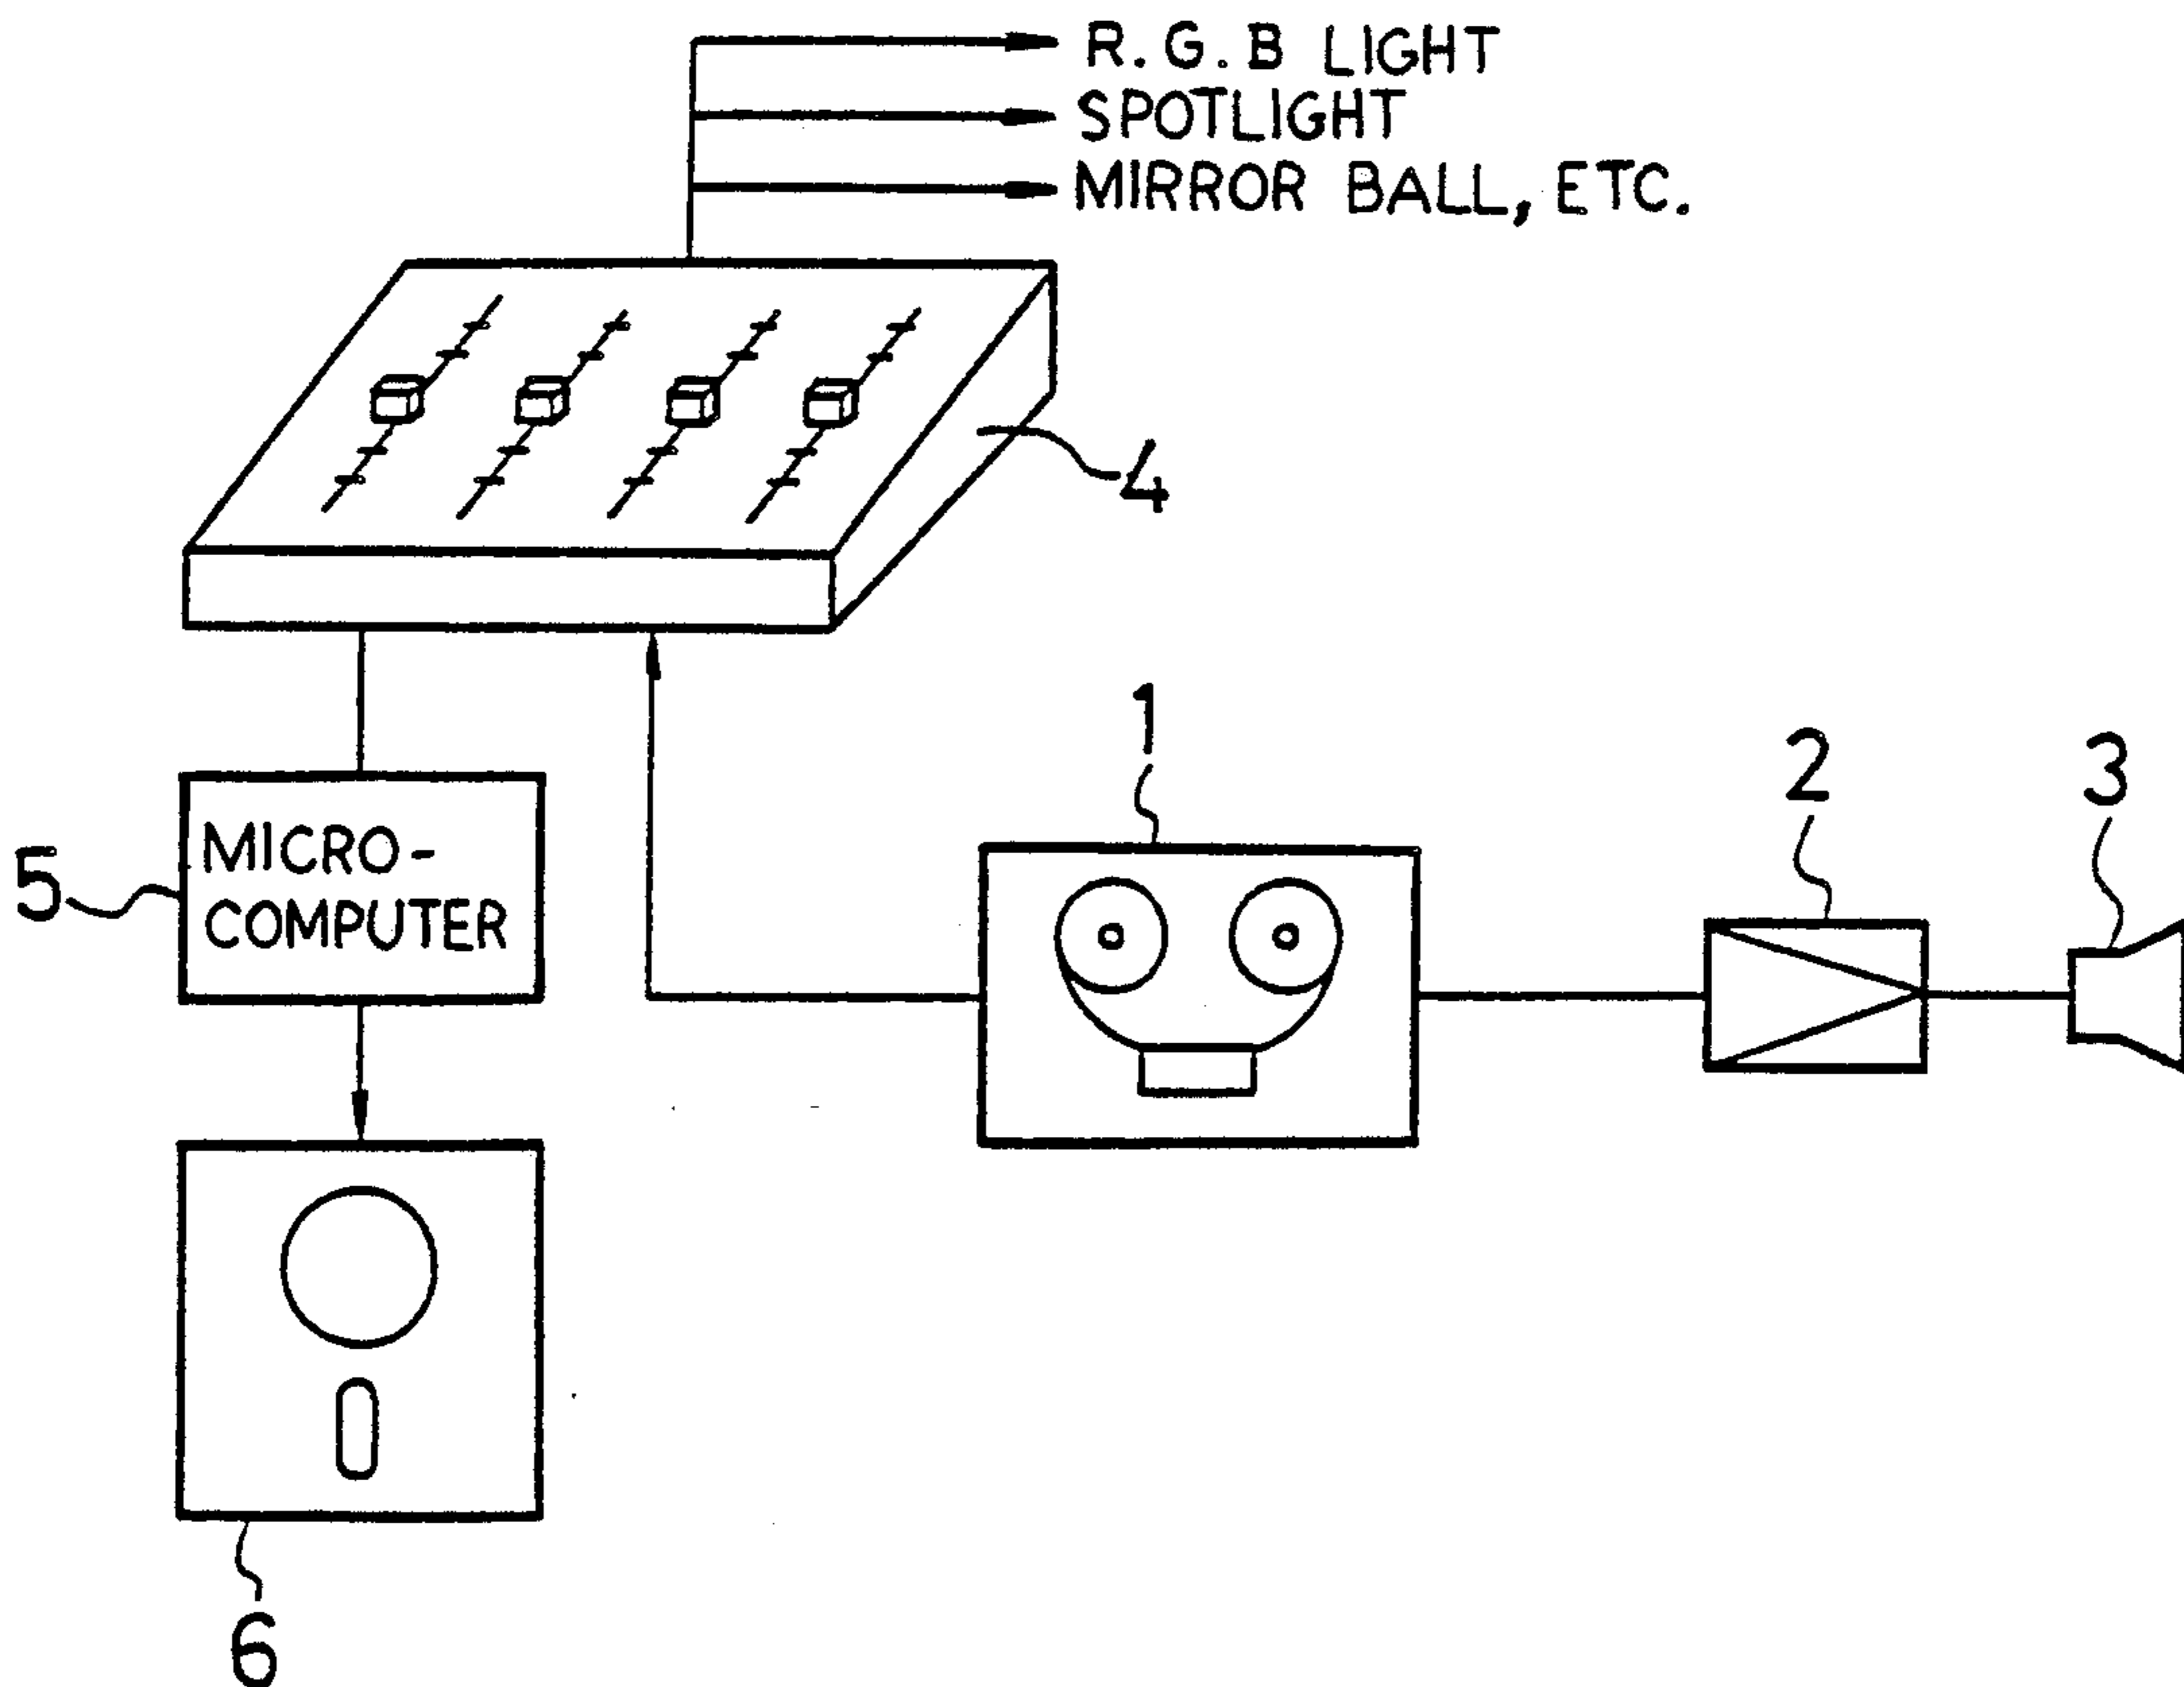 R. G. B LIGHT
SPOTLIGHT
MIRROR BALL, ETC.
4
1
2
3
5
MICRO-
COMPUTER
6